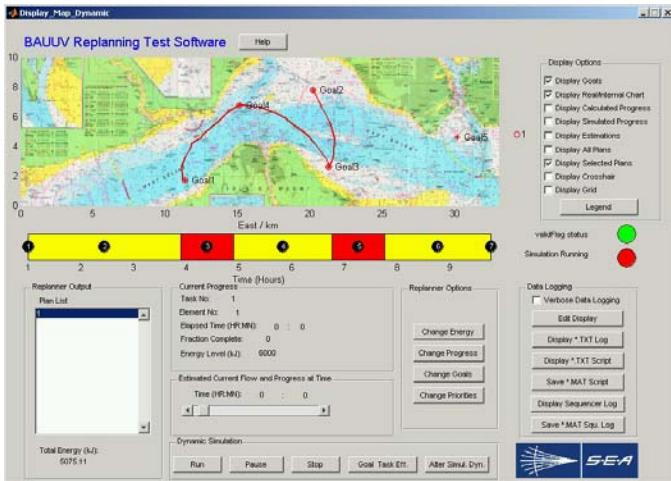 Display_Map_Dynamic
BAUUV Replanning Test Software
Help
10
8
6
4
2
0
Goal2
Goal4
Goal3
Goal1
Goal5
1
0 5 10 15 20 25 30
East / km
1 2 3 4 5 6 7
1 2 3 4 5 6 7 8 9
Time (Hours)
Display Options
Display Goals
Display Real/Internal Chart
Display Calculated Progress
Display Simulated Progress
Display Estimations
Display All Plans
Display Selected Plans
Display Crosshair
Display Grid
Legend
validFlag status
Simulation Running
Replanner Output
Plan List
1
Total Energy (kJ):
5075.11
Current Progress
Task No: 1
Element No: 1
Elapsed Time (HR:MN): 0 : 0
Fraction Complete: 0
Energy Level (kJ): 6000
Estimated Current Flow and Progress at Time
Time (HR:MN): 0 : 0
Dynamic Simulation
Run
Pause
Stop
Goal Task Eff.
Alter Simul. Dyn.
Replanner Options
Change Energy
Change Progress
Change Goals
Change Priorities
Data Logging
Verbose Data Logging
Edit Display
Display *.TXT Log
Display *.TXT Script
Save *.MAT Script
Display Sequencer Log
Save *.MAT Squ. Log
S·E·A